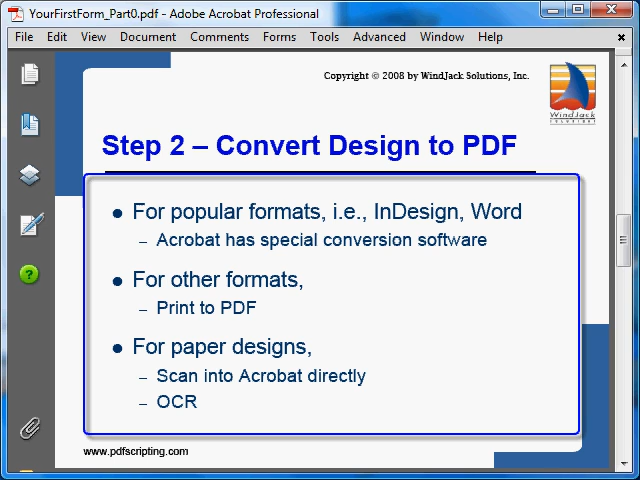 YourFirstForm_Part0.pdf - Adobe Acrobat Professional
File Edit View Document Comments Forms Tools Advanced Window Help
Copyright © 2008 by WindJack Solutions, Inc.
WindJack
SOLUTIONS
Step 2 – Convert Design to PDF
● For popular formats, i.e., InDesign, Word
– Acrobat has special conversion software
● For other formats,
– Print to PDF
● For paper designs,
– Scan into Acrobat directly
– OCR
www.pdfscripting.com